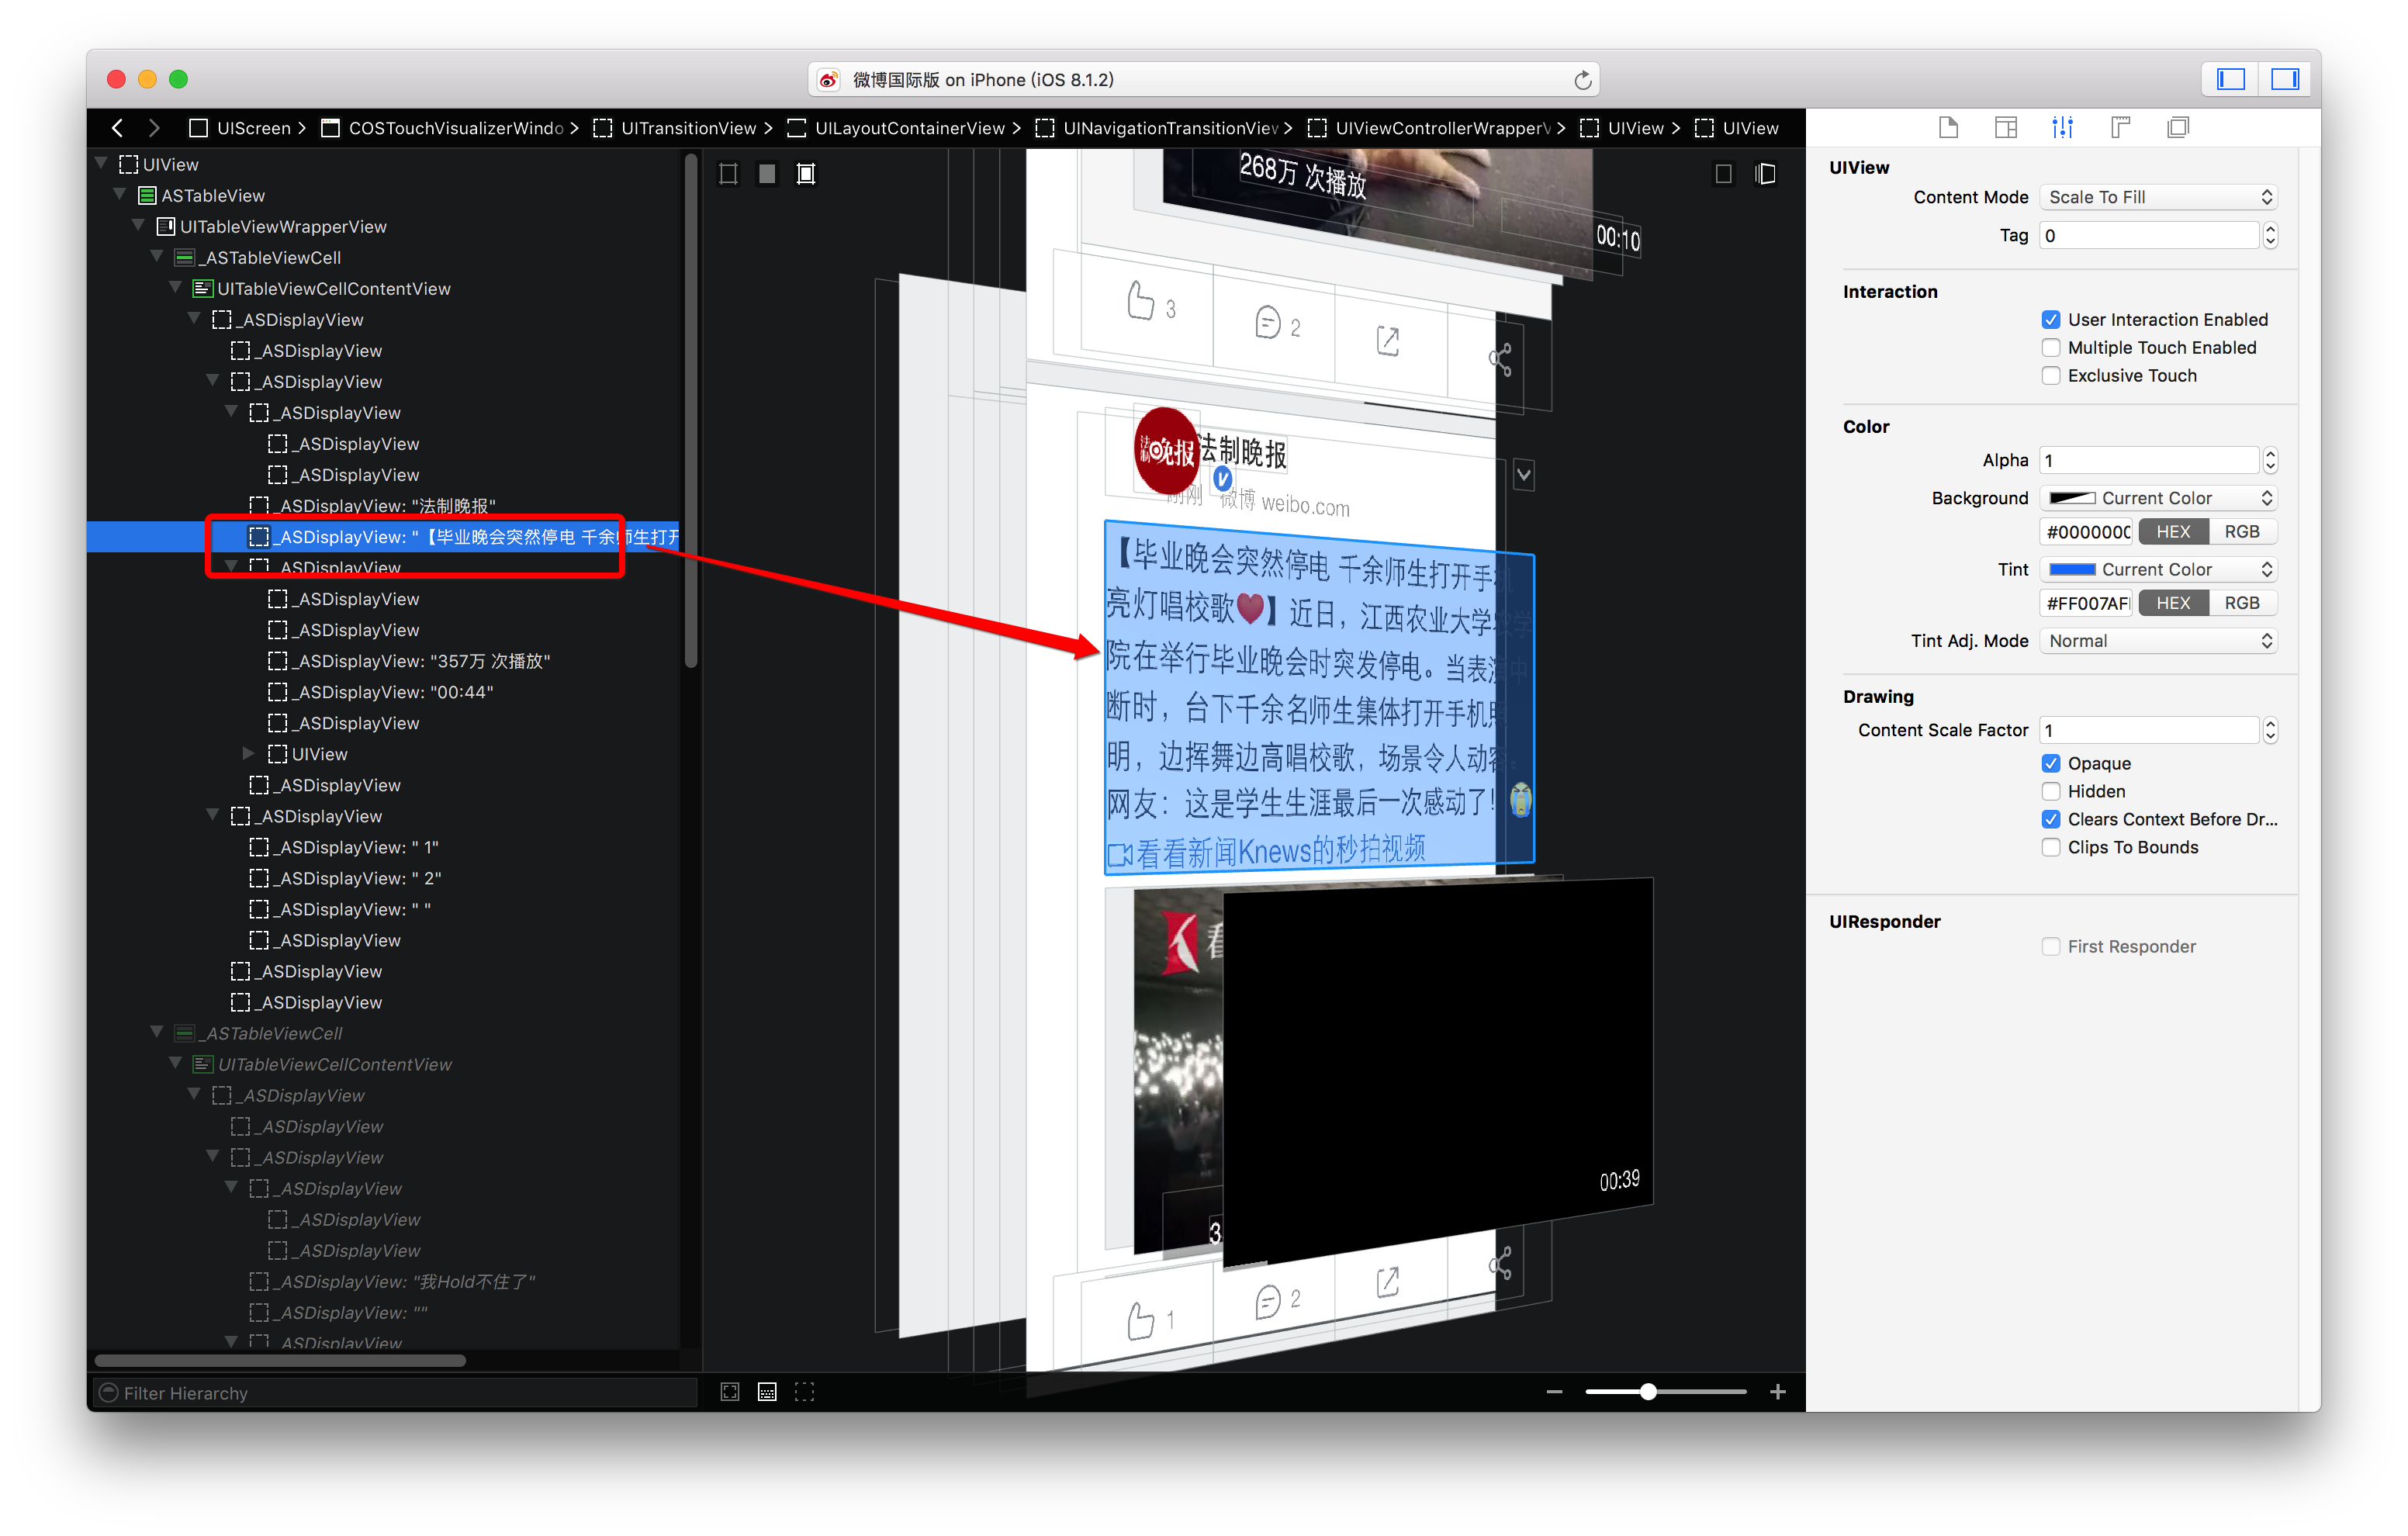 微博国际版 on iPhone (iOS 8.1.2)
UIScreen
COSTouchVisualizerWindo
UITransitionView
UILayoutContainerView
UINavigationTransitionView
UIViewControllerWrapperV
UIView
UIView
UIView
ASTableView
UITableViewWrapperView
_ASTableViewCell
UITableViewCellContentView
_ASDisplayView
_ASDisplayView
_ASDisplayView
_ASDisplayView
_ASDisplayView
_ASDisplayView
_ASDisplayView: "法制晚报"
_ASDisplayView: "【毕业晚会突然停电 千余师生打开
_ASDisplayView
_ASDisplayView
_ASDisplayView
_ASDisplayView: "357万 次播放"
_ASDisplayView: "00:44"
_ASDisplayView
UIView
_ASDisplayView
_ASDisplayView
_ASDisplayView: " 1"
_ASDisplayView: " 2"
_ASDisplayView: " "
_ASDisplayView
_ASDisplayView
_ASDisplayView
_ASTableViewCell
UITableViewCellContentView
_ASDisplayView
_ASDisplayView
_ASDisplayView
_ASDisplayView
_ASDisplayView
_ASDisplayView
_ASDisplayView: "我Hold不住了"
_ASDisplayView: ""
_ASDisplayView
Filter Hierarchy
268万 次播放
00:10
3
2
法制晚报
法制晚报
V
刚刚 微博 weibo.com
【毕业晚会突然停电 千余师生打开手机
亮灯唱校歌❤】近日，江西农业大学农学
院在举行毕业晚会时突发停电。当表演中
断时，台下千余名师生集体打开手机照
明，边挥舞边高唱校歌，场景令人动容。
网友：这是学生生涯最后一次感动了！😭
看看新闻Knews的秒拍视频
看
3
00:39
1
2
UIView
Content Mode Scale To Fill
Tag 0
Interaction
User Interaction Enabled
Multiple Touch Enabled
Exclusive Touch
Color
Alpha 1
Background Current Color
#0000000 HEX RGB
Tint Current Color
#FF007AF HEX RGB
Tint Adj. Mode Normal
Drawing
Content Scale Factor 1
Opaque
Hidden
Clears Context Before Dr...
Clips To Bounds
UIResponder
First Responder